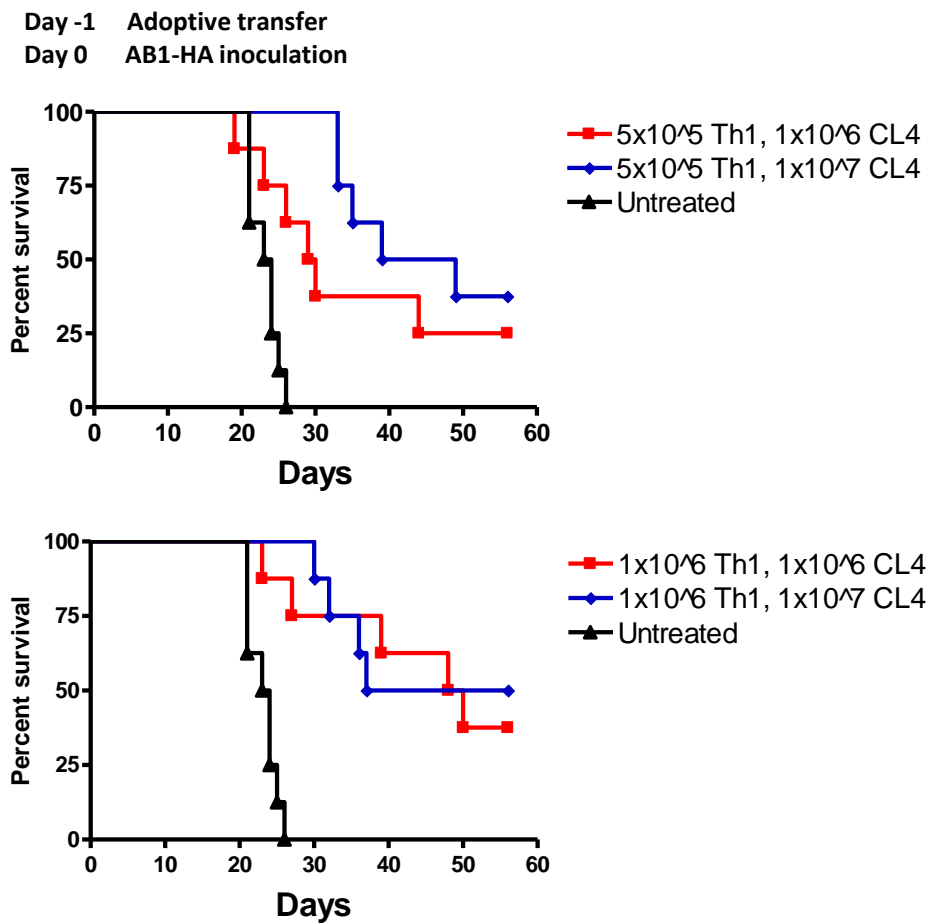 Day -1 Adoptive transfer
Day 0 AB1-HA inoculation
100
75
50
25
0
Percent survival
0 10 20 30 40 50 60
Days
5x10^5 Th1, 1x10^6 CL4
5x10^5 Th1, 1x10^7 CL4
Untreated
100
75
50
25
0
Percent survival
0 10 20 30 40 50 60
Days
1x10^6 Th1, 1x10^6 CL4
1x10^6 Th1, 1x10^7 CL4
Untreated